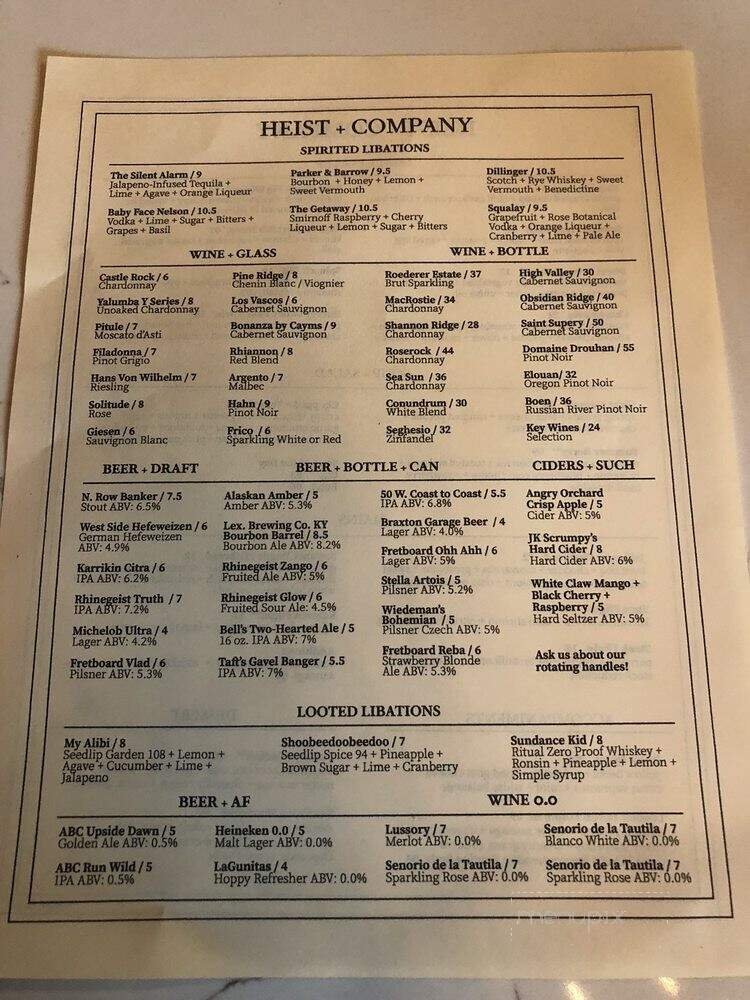 HEIST + COMPANY
SPIRITED LIBATIONS
The Silent Alarm / 9
Jalapeno-Infused Tequila +
Lime + Agave + Orange Liqueur
Parker & Barrow / 9.5
Bourbon + Honey + Lemon +
Sweet Vermouth
Dillinger / 10.5
Scotch + Rye Whiskey + Sweet
Vermouth + Benedictine
Baby Face Nelson / 10.5
Vodka + Lime + Sugar + Bitters +
Grapes + Basil
The Getaway / 10.5
Smirnoff Raspberry + Cherry
Liqueur + Lemon + Sugar + Bitters
Squalay / 9.5
Grapefruit + Rose Botanical
Vodka + Orange Liqueur +
Cranberry + Lime + Pale Ale
WINE + GLASS
Castle Rock / 6
Chardonnay
Yalumba Y Series / 8
Unoaked Chardonnay
Pitule / 7
Moscato d'Asti
Filadonna / 7
Pinot Grigio
Hans Von Wilhelm / 7
Riesling
Solitude / 8
Rose
Giesen / 6
Sauvignon Blanc
Pine Ridge / 8
Chenin Blanc / Viognier
Los Vascos / 6
Cabernet Sauvignon
Bonanza by Cayms / 9
Cabernet Sauvignon
Rhiannon / 8
Red Blend
Argento / 7
Malbec
Hahn / 9
Pinot Noir
Frico / 6
Sparkling White or Red
WINE + BOTTLE
Roederer Estate / 37
Brut Sparkling
MacRostie / 34
Chardonnay
Shannon Ridge / 28
Chardonnay
Roserock / 44
Chardonnay
Sea Sun / 36
Chardonnay
Conundrum / 30
White Blend
Seghesio / 32
Zinfandel
High Valley / 30
Cabernet Sauvignon
Obsidian Ridge / 40
Cabernet Sauvignon
Saint Supery / 50
Cabernet Sauvignon
Domaine Drouhan / 55
Pinot Noir
Elouan/ 32
Oregon Pinot Noir
Boen / 36
Russian River Pinot Noir
Key Wines / 24
Selection
BEER + DRAFT
N. Row Banker / 7.5
Stout ABV: 6.5%
West Side Hefeweizen / 6
German Hefeweizen
ABV: 4.9%
Karrikin Citra / 6
IPA ABV: 6.2%
Rhinegeist Truth / 7
IPA ABV: 7.2%
Michelob Ultra / 4
Lager ABV: 4.2%
Fretboard Vlad / 6
Pilsner ABV: 5.3%
BEER + BOTTLE + CAN
Alaskan Amber / 5
Amber ABV: 5.3%
Lex. Brewing Co. KY
Bourbon Barrel / 8.5
Bourbon Ale ABV: 8.2%
Rhinegeist Zango / 6
Fruited Ale ABV: 5%
Rhinegeist Glow / 6
Fruited Sour Ale: 4.5%
Bell's Two-Hearted Ale / 5
16 oz. IPA ABV: 7%
Taft's Gavel Banger / 5.5
IPA ABV: 7%
50 W. Coast to Coast / 5.5
IPA ABV: 6.8%
Braxton Garage Beer / 4
Lager ABV: 4.0%
Fretboard Ohh Ahh / 6
Lager ABV: 5%
Stella Artois / 5
Pilsner ABV: 5.2%
Wiedeman's
Bohemian / 5
Pilsner Czech ABV: 5%
Fretboard Reba / 6
Strawberry Blonde
Ale ABV: 5.3%
CIDERS + SUCH
Angry Orchard
Crisp Apple / 5
Cider ABV: 5%
JK Scrumpy's
Hard Cider / 8
Hard Cider ABV: 6%
White Claw Mango +
Black Cherry +
Raspberry / 5
Hard Seltzer ABV: 5%
Ask us about our
rotating handles!
LOOTED LIBATIONS
My Alibi / 8
Seedlip Garden 108 + Lemon +
Agave + Cucumber + Lime +
Jalapeno
Shoobeedoobeedoo / 7
Seedlip Spice 94 + Pineapple +
Brown Sugar + Lime + Cranberry
Sundance Kid / 8
Ritual Zero Proof Whiskey +
Ronsin + Pineapple + Lemon +
Simple Syrup
BEER + AF
ABC Upside Dawn / 5
Golden Ale ABV: 0.5%
ABC Run Wild / 5
IPA ABV: 0.5%
Heineken 0.0 / 5
Malt Lager ABV: 0.0%
LaGunitas / 4
Hoppy Refresher ABV: 0.0%
WINE 0.0
Lussory / 7
Merlot ABV: 0.0%
Senorio de la Tautila / 7
Sparkling Rose ABV: 0.0%
Senorio de la Tautila / 7
Blanco White ABV: 0.0%
Senorio de la Tautila / 7
Sparkling Rose ABV: 0.0%
menupix